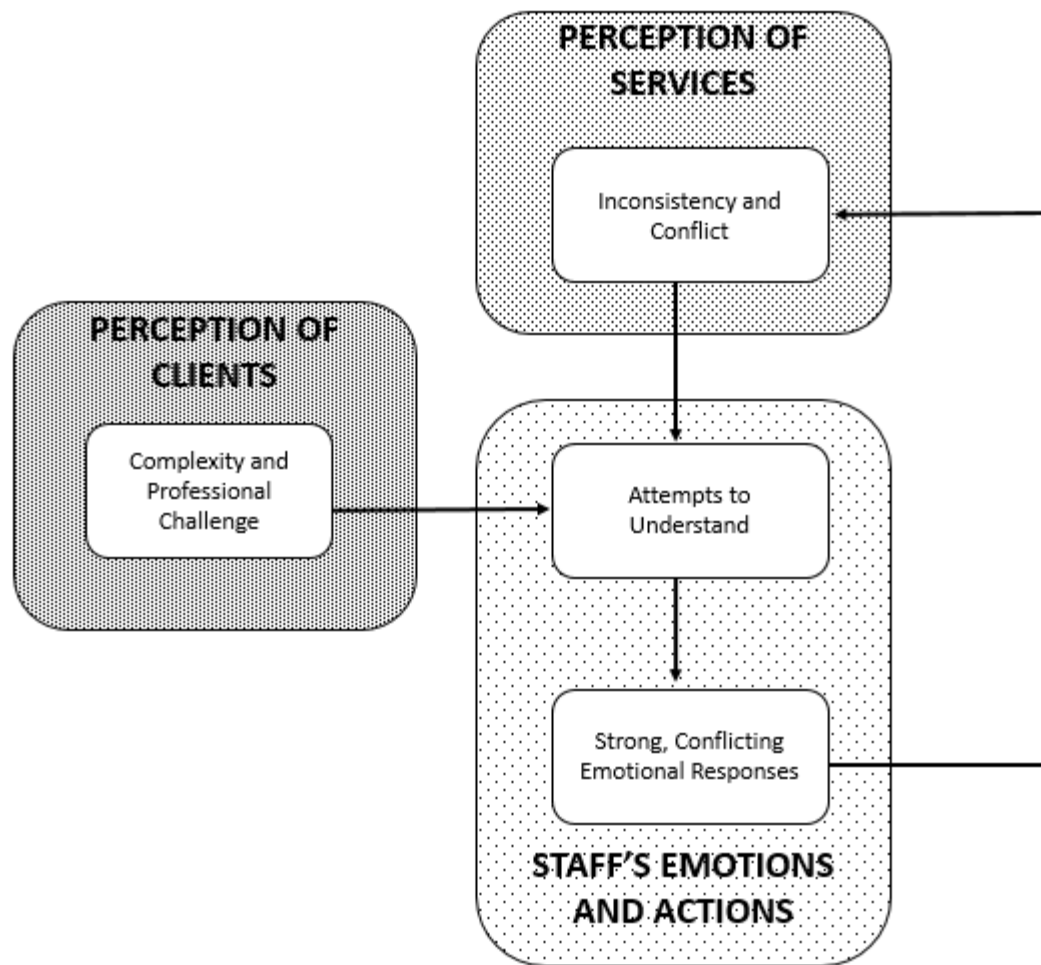 PERCEPTION OF
SERVICES
Inconsistency and
Conflict
PERCEPTION OF
CLIENTS
Complexity and
Professional
Challenge
Attempts to
Understand
Strong, Conflicting
Emotional Responses
STAFF'S EMOTIONS
AND ACTIONS